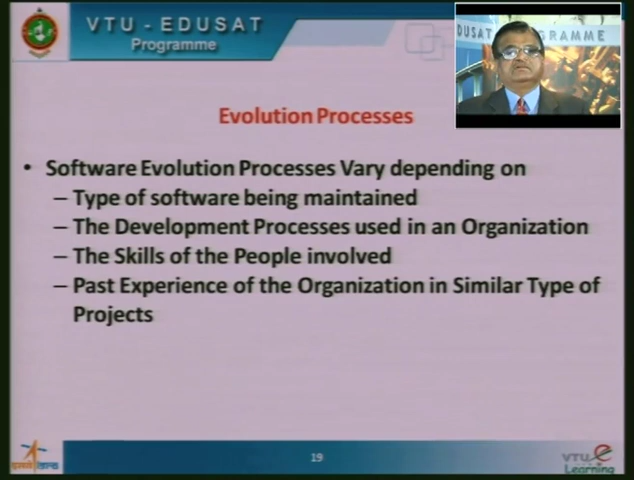 VTU - EDUSAT
Programme
EDUSAT PROGRAMME
Evolution Processes
• Software Evolution Processes Vary depending on
– Type of software being maintained
– The Development Processes used in an Organization
– The Skills of the People involved
– Past Experience of the Organization in Similar Type of
Projects
19
VTU e
Learning